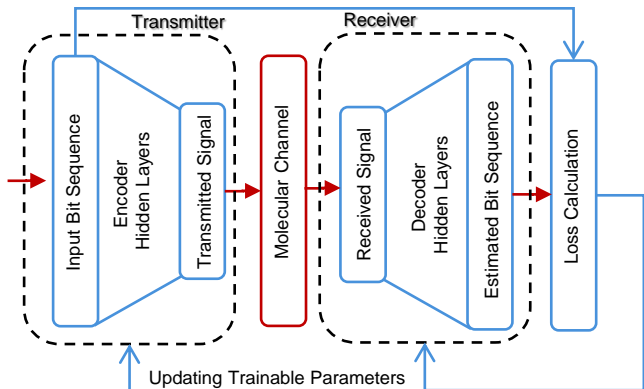 Transmitter
Receiver
Input Bit Sequence
Encoder
Hidden Layers
Transmitted Signal
Molecular Channel
Received Signal
Decoder
Hidden Layers
Estimated Bit Sequence
Loss Calculation
Updating Trainable Parameters